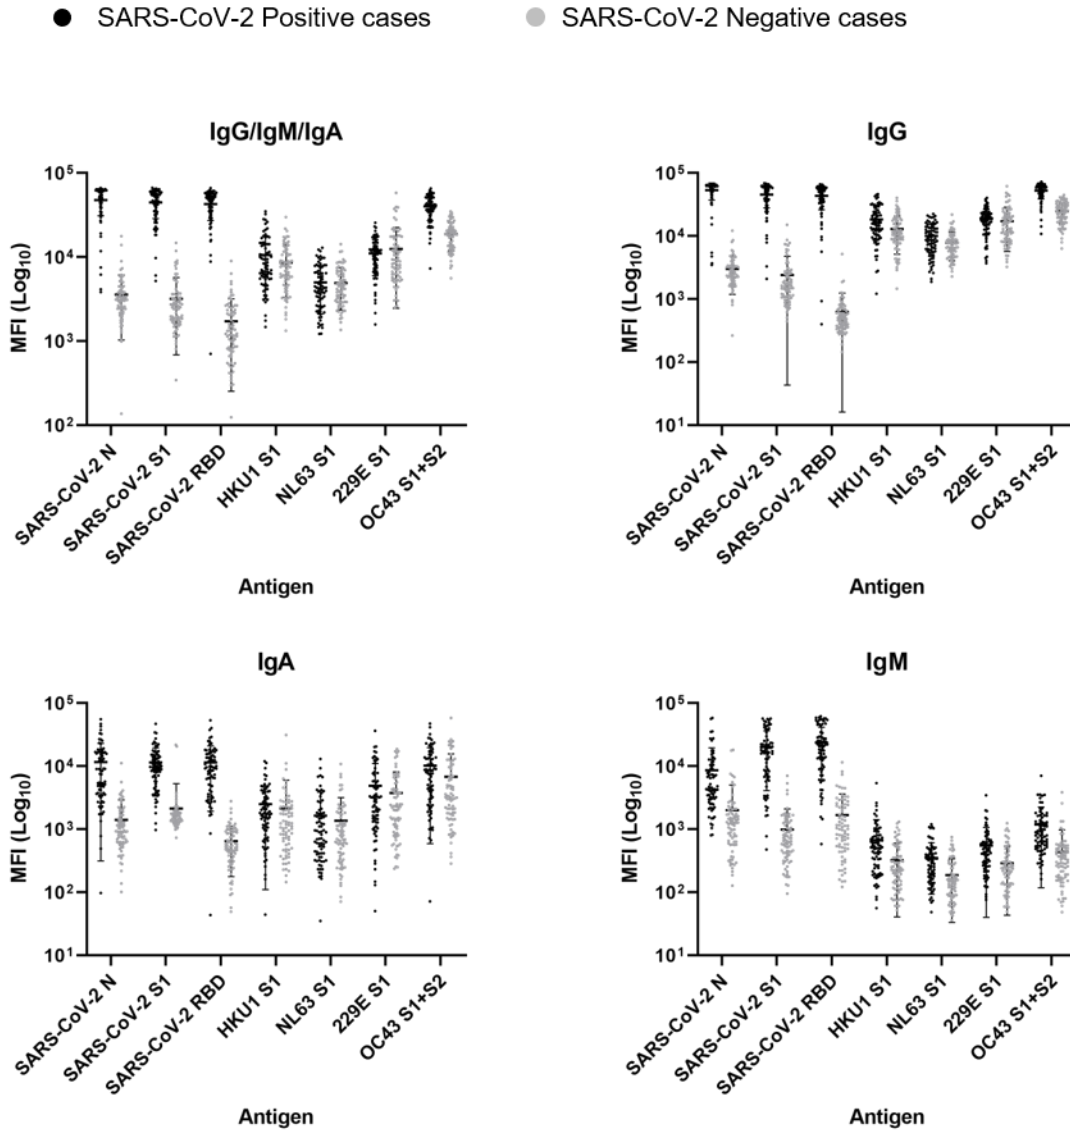 SARS-CoV-2 Positive cases SARS-CoV-2 Negative cases
IgG/IgM/IgA
MFI (Log10)
10^5
10^4
10^3
10^2
SARS-CoV-2 N
SARS-CoV-2 S1
SARS-CoV-2 RBD
HKU1 S1
NL63 S1
229E S1
OC43 S1+S2
Antigen
IgG
MFI (Log10)
10^5
10^4
10^3
10^2
10^1
SARS-CoV-2 N
SARS-CoV-2 S1
SARS-CoV-2 RBD
HKU1 S1
NL63 S1
229E S1
OC43 S1+S2
Antigen
IgA
MFI (Log10)
10^5
10^4
10^3
10^2
10^1
SARS-CoV-2 N
SARS-CoV-2 S1
SARS-CoV-2 RBD
HKU1 S1
NL63 S1
229E S1
OC43 S1+S2
Antigen
IgM
MFI (Log10)
10^5
10^4
10^3
10^2
10^1
SARS-CoV-2 N
SARS-CoV-2 S1
SARS-CoV-2 RBD
HKU1 S1
NL63 S1
229E S1
OC43 S1+S2
Antigen